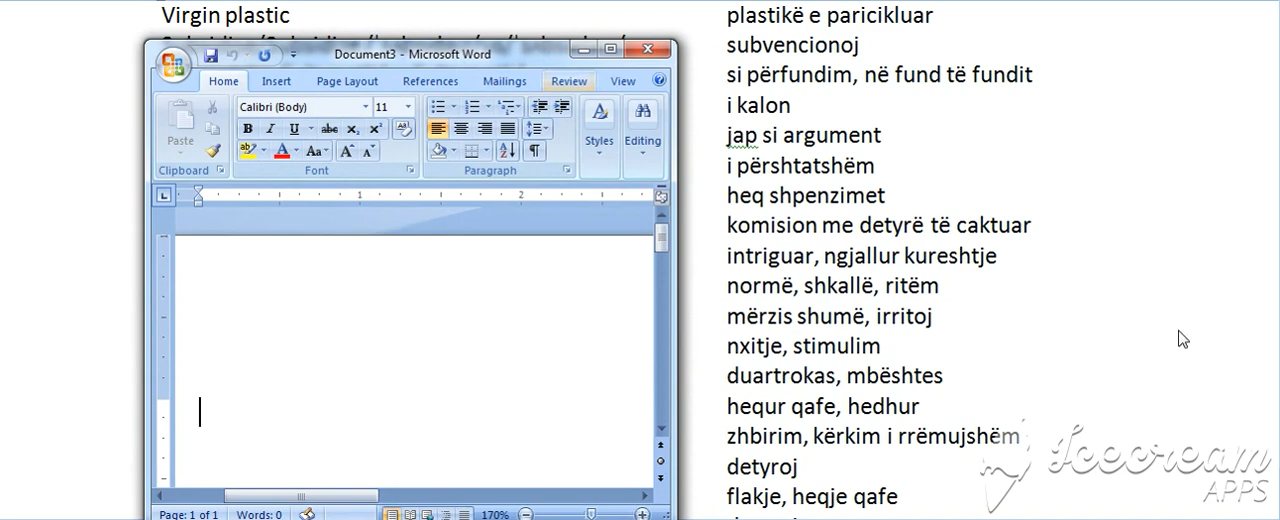 Virgin plastic
plastikë e paricikluar
subvencionoj
si përfundim, në fund të fundit
i kalon
jap si argument
i përshtatshëm
heq shpenzimet
komision me detyrë të caktuar
intriguar, ngjallur kureshtje
normë, shkallë, ritëm
mërzis shumë, irritoj
nxitje, stimulim
duartrokas, mbështes
hequr qafe, hedhur
zhbirim, kërkim i rrëmujshëm
detyroj
flakje, heqje qafe
Document3 - Microsoft Word
Home Insert Page Layout References Mailings Review View
Calibri (Body) 11
Paste
Styles
Editing
Clipboard Font Paragraph
1 2
Page: 1 of 1 Words: 0 170%
Icecream
APPS